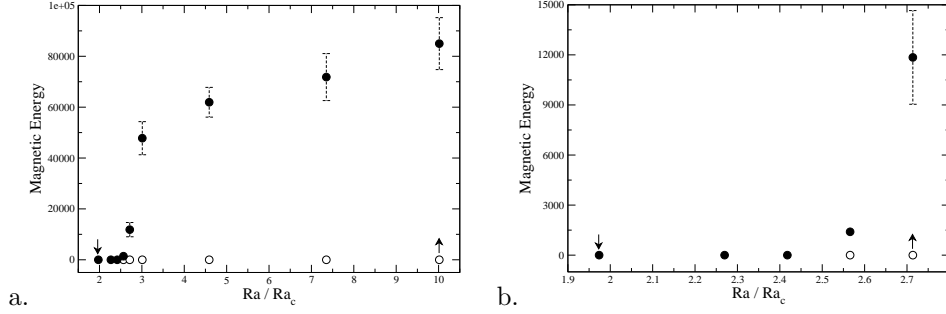 1e+05
80000
60000
40000
20000
0
Magnetic Energy
2 3 4 5 6 7 8 9 10
Ra / Ra_c
a.
15000
12000
9000
6000
3000
0
Magnetic Energy
1.9 2 2.1 2.2 2.3 2.4 2.5 2.6 2.7
Ra / Ra_c
b.